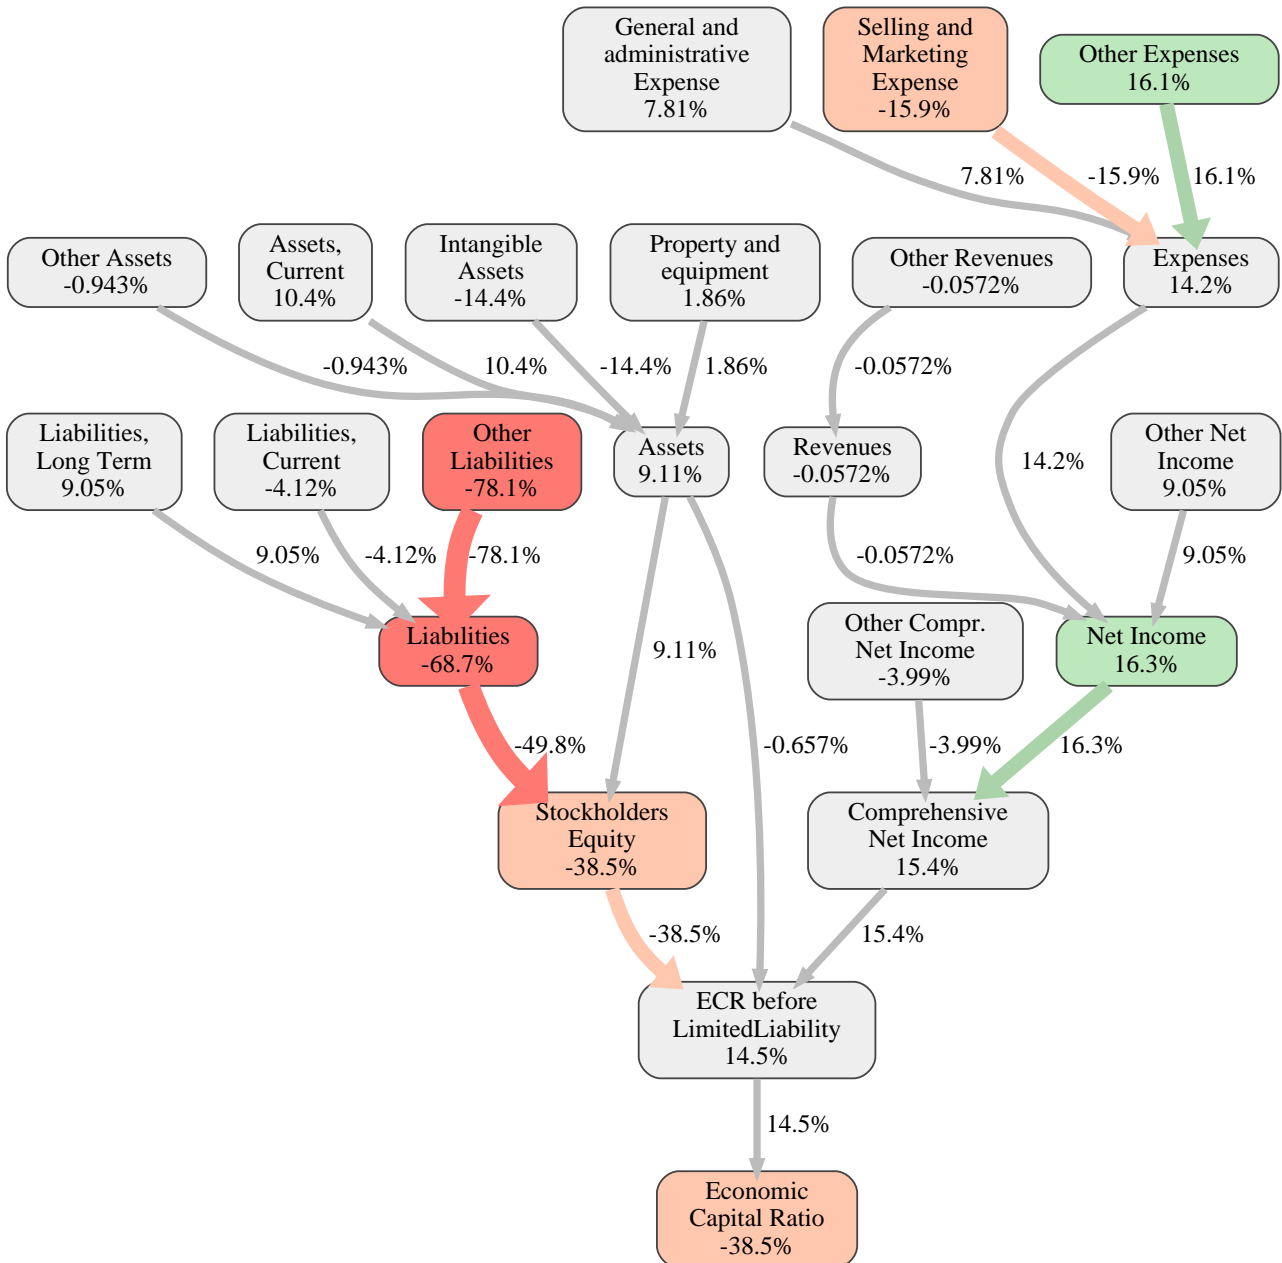 General and
administrative
Expense
7.81%
Selling and
Marketing
Expense
-15.9%
Other Expenses
16.1%
7.81%
-15.9%
16.1%
Other Assets
-0.943%
Assets,
Current
10.4%
Intangible
Assets
-14.4%
Property and
equipment
1.86%
Other Revenues
-0.0572%
Expenses
14.2%
-0.943%
10.4%
-14.4%
1.86%
-0.0572%
Liabilities,
Long Term
9.05%
Liabilities,
Current
-4.12%
Other
Liabilities
-78.1%
Assets
9.11%
Revenues
-0.0572%
14.2%
Other Net
Income
9.05%
9.05%
-4.12%
-78.1%
-0.0572%
9.05%
Liabilities
-68.7%
9.11%
Other Compr.
Net Income
-3.99%
Net Income
16.3%
-49.8%
-0.657%
-3.99%
16.3%
Stockholders
Equity
-38.5%
Comprehensive
Net Income
15.4%
-38.5%
15.4%
ECR before
LimitedLiability
14.5%
14.5%
Economic
Capital Ratio
-38.5%